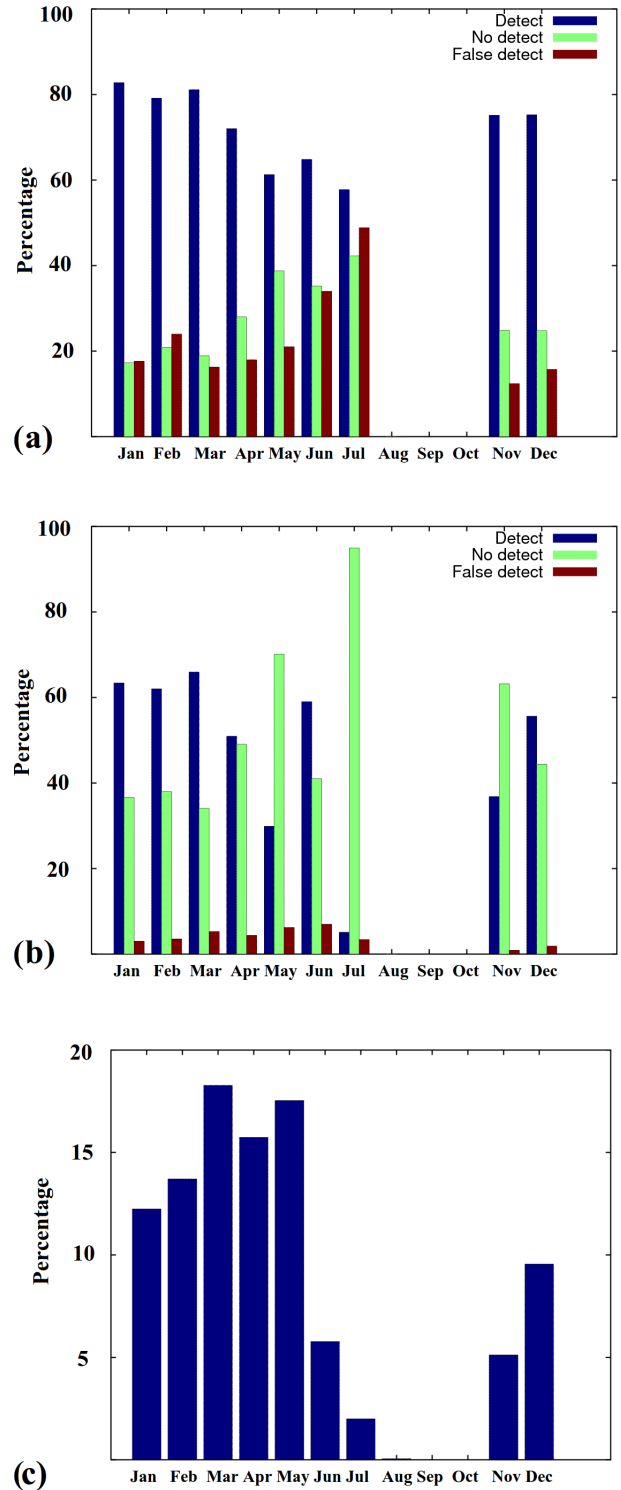 100
80
60
40
20
Percentage
Detect
No detect
False detect
(a)
Jan Feb Mar Apr May Jun Jul Aug Sep Oct Nov Dec
100
80
60
40
20
Percentage
Detect
No detect
False detect
(b)
Jan Feb Mar Apr May Jun Jul Aug Sep Oct Nov Dec
20
15
10
5
Percentage
(c)
Jan Feb Mar Apr May Jun Jul Aug Sep Oct Nov Dec